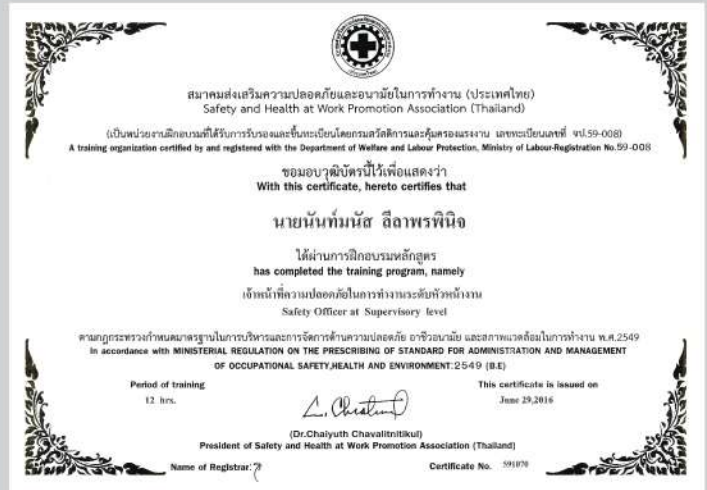 สมาคมส่งเสริมความปลอดภัยและอนามัยในการทำงาน (ประเทศไทย)
Safety and Health at Work Promotion Association (Thailand)
(เป็นหน่วยงานฝึกอบรมที่ได้รับการรับรองและขึ้นทะเบียนโดยกรมสวัสดิการและคุ้มครองแรงงาน เลขทะเบียนเลขที่ จป.59-008)
A training organization certified by and registered with the Department of Welfare and Labour Protection, Ministry of Labour-Registration No.59-008
ขอมอบวุฒิบัตรนี้ไว้เพื่อแสดงว่า
With this certificate, hereto certifies that
นายนันท์มนัส ลีลาพรพินิจ
ได้ผ่านการฝึกอบรมหลักสูตร
has completed the training program, namely
เจ้าหน้าที่ความปลอดภัยในการทำงานระดับหัวหน้างาน
Safety Officer at Supervisory level
ตามกฎกระทรวงกำหนดมาตรฐานในการบริหารและการจัดการด้านความปลอดภัย อาชีวอนามัย และสภาพแวดล้อมในการทำงาน พ.ศ.2549
In accordance with MINISTERIAL REGULATION ON THE PRESCRIBING OF STANDARD FOR ADMINISTRATION AND MANAGEMENT
OF OCCUPATIONAL SAFETY,HEALTH AND ENVIRONMENT:2549 (B.E)
Period of training
This certificate is issued on
12 hrs.
June 29,2016
(Dr.Chaiyuth Chavalitnitikul)
President of Safety and Health at Work Promotion Association (Thailand)
Name of Registrar:
Certificate No. 591070